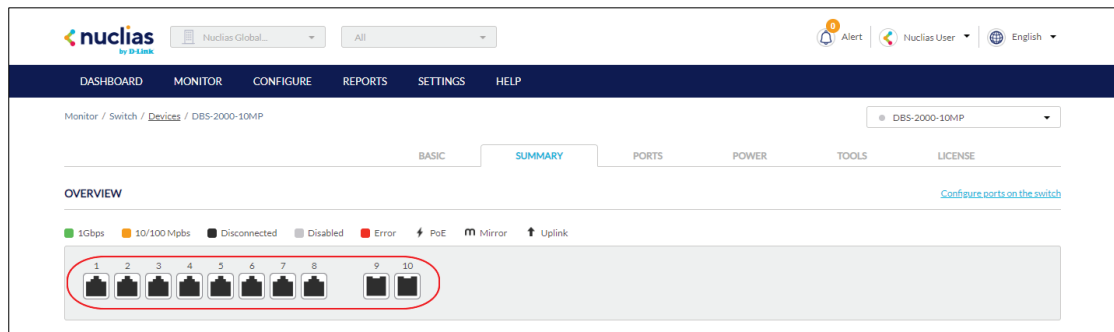 nuclias
by D-Link
Nuclias Global...
All
0
Alert
Nuclias User
English
DASHBOARD MONITOR CONFIGURE REPORTS SETTINGS HELP
Monitor / Switch / Devices / DBS-2000-10MP
DBS-2000-10MP
BASIC SUMMARY PORTS POWER TOOLS LICENSE
OVERVIEW
Configure ports on the switch
1Gbps 10/100 Mpbs Disconnected Disabled Error PoE m Mirror Uplink
1 2 3 4 5 6 7 8 9 10